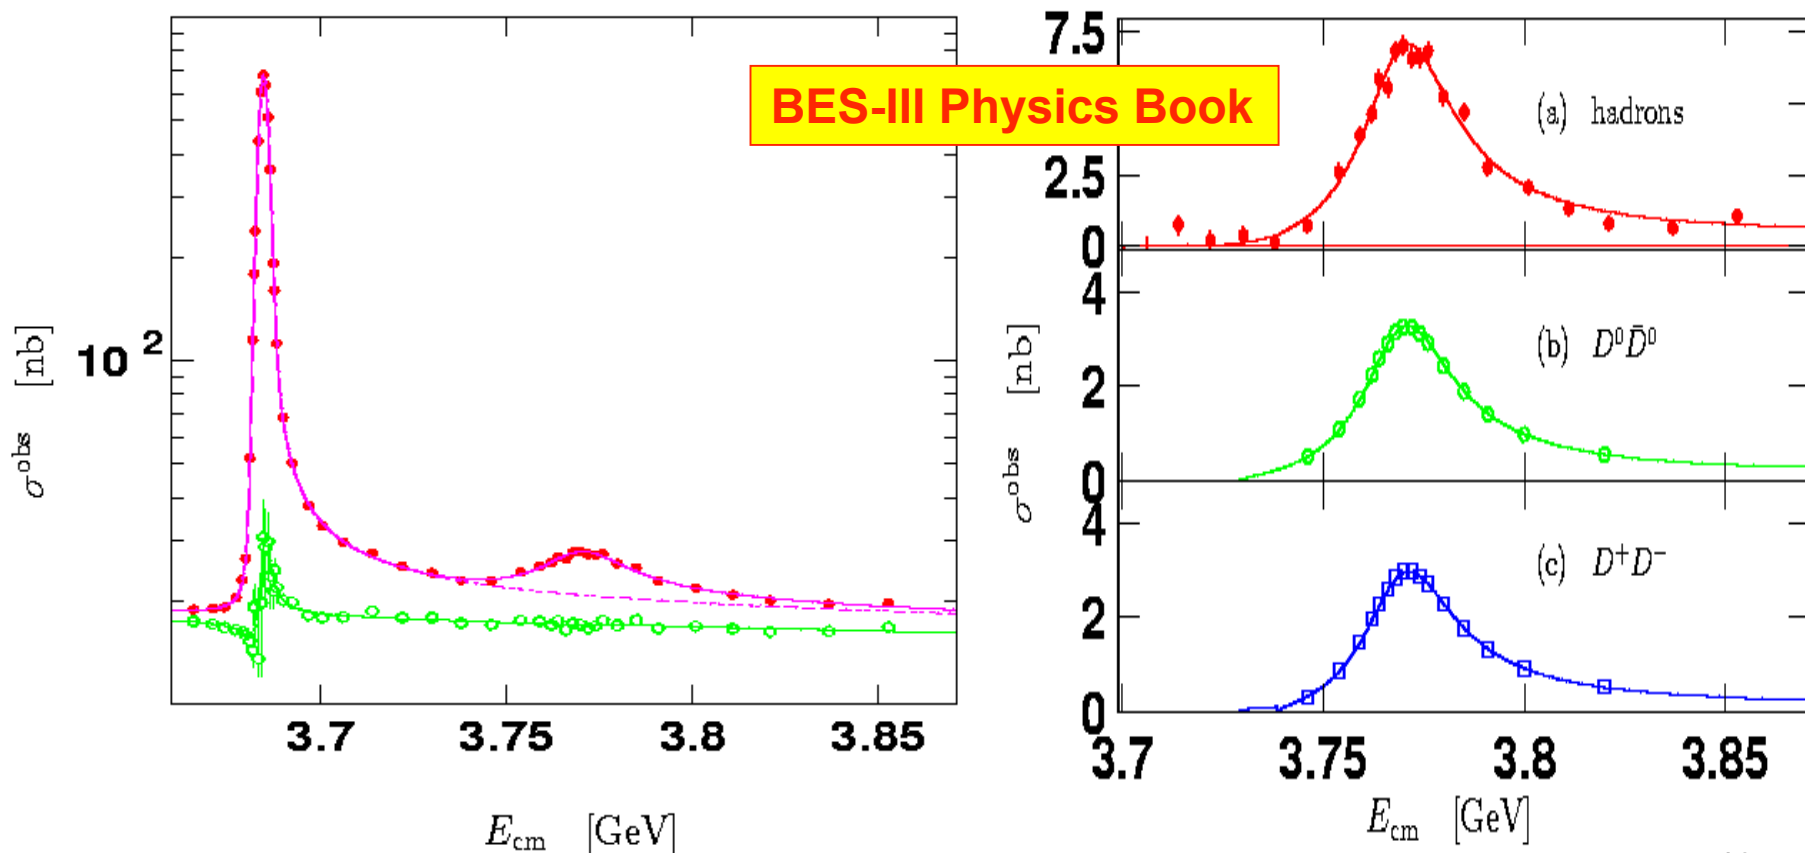 BES-III Physics Book
σ^obs [nb]
10 ²
3.7 3.75 3.8 3.85
E_cm [GeV]
7.5
2.5
0
(a) hadrons
4
2
0
(b) D⁰D̄⁰
σ^obs [nb]
4
2
0
(c) D⁺D⁻
3.7 3.75 3.8 3.85
E_cm [GeV]